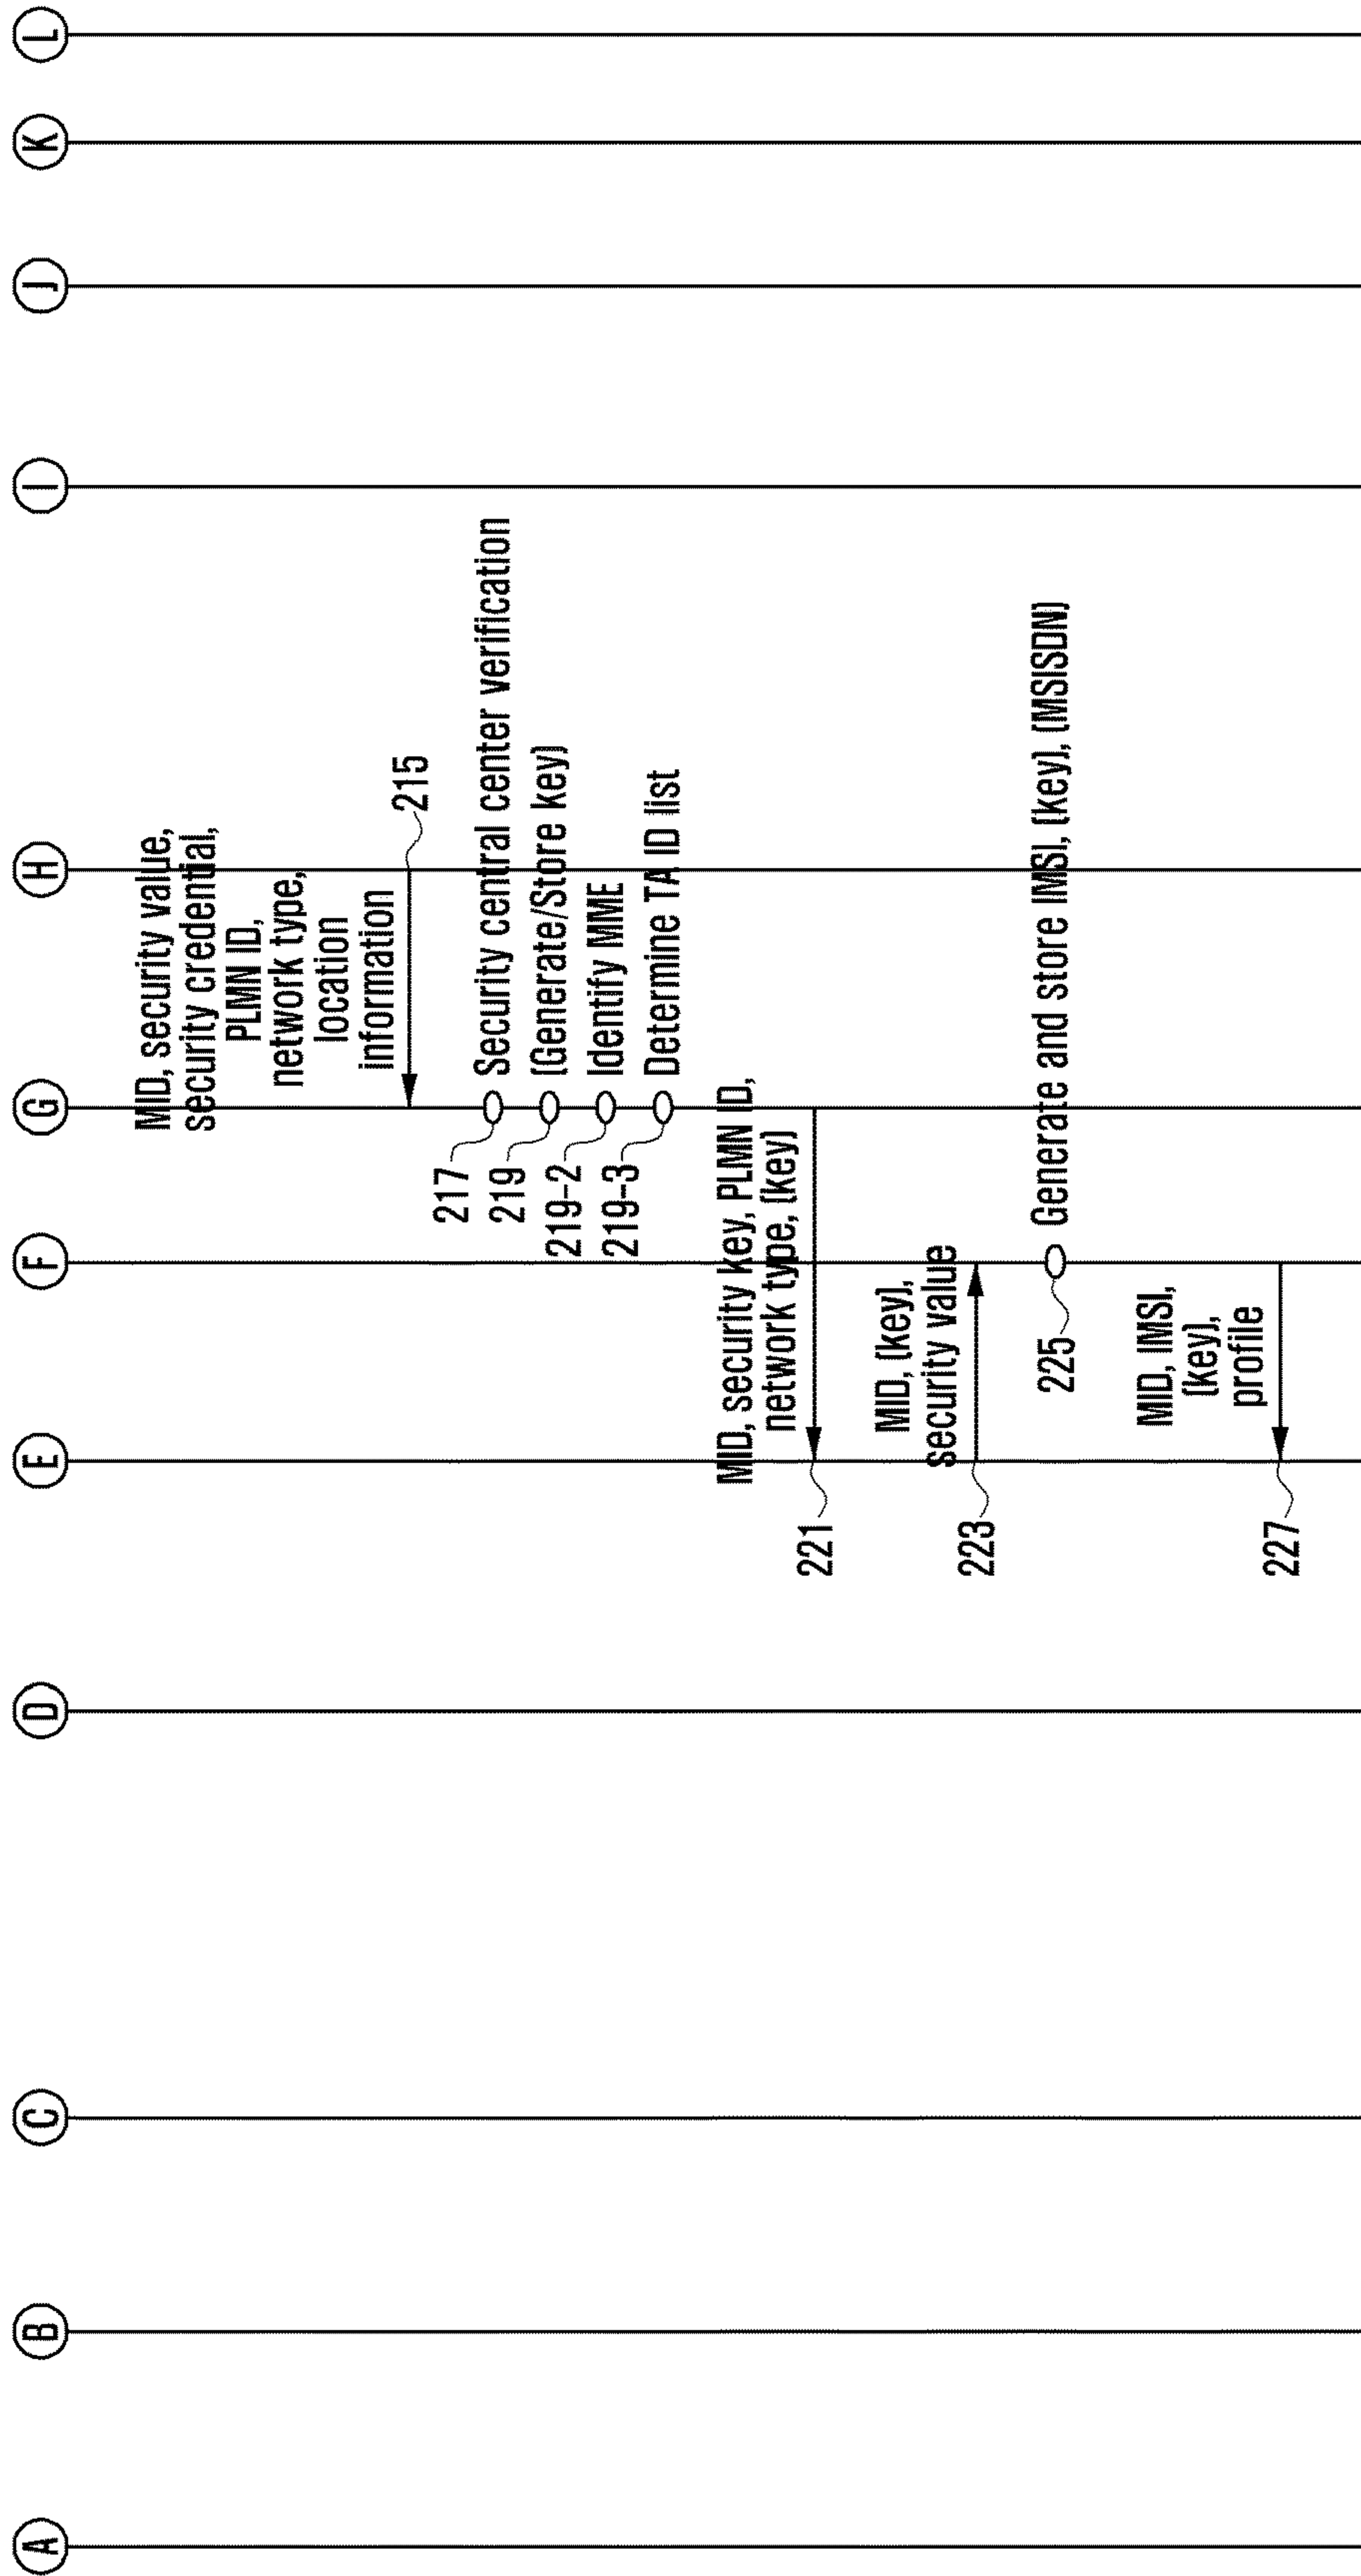 A
B
C
D
E
F
G
H
I
J
K
L
MID, security value,
security credential,
PLMN ID,
network type,
location
information
215
217
Security central center verification
219
(Generate/Store key)
219-2
Identify MME
219-3
Determine TA ID list
MID, security key, PLMN ID,
network type, (key)
221
MID, (key),
security value
223
225
Generate and store IMSI, (key), (MSISDN)
MID, IMSI,
(key),
profile
227